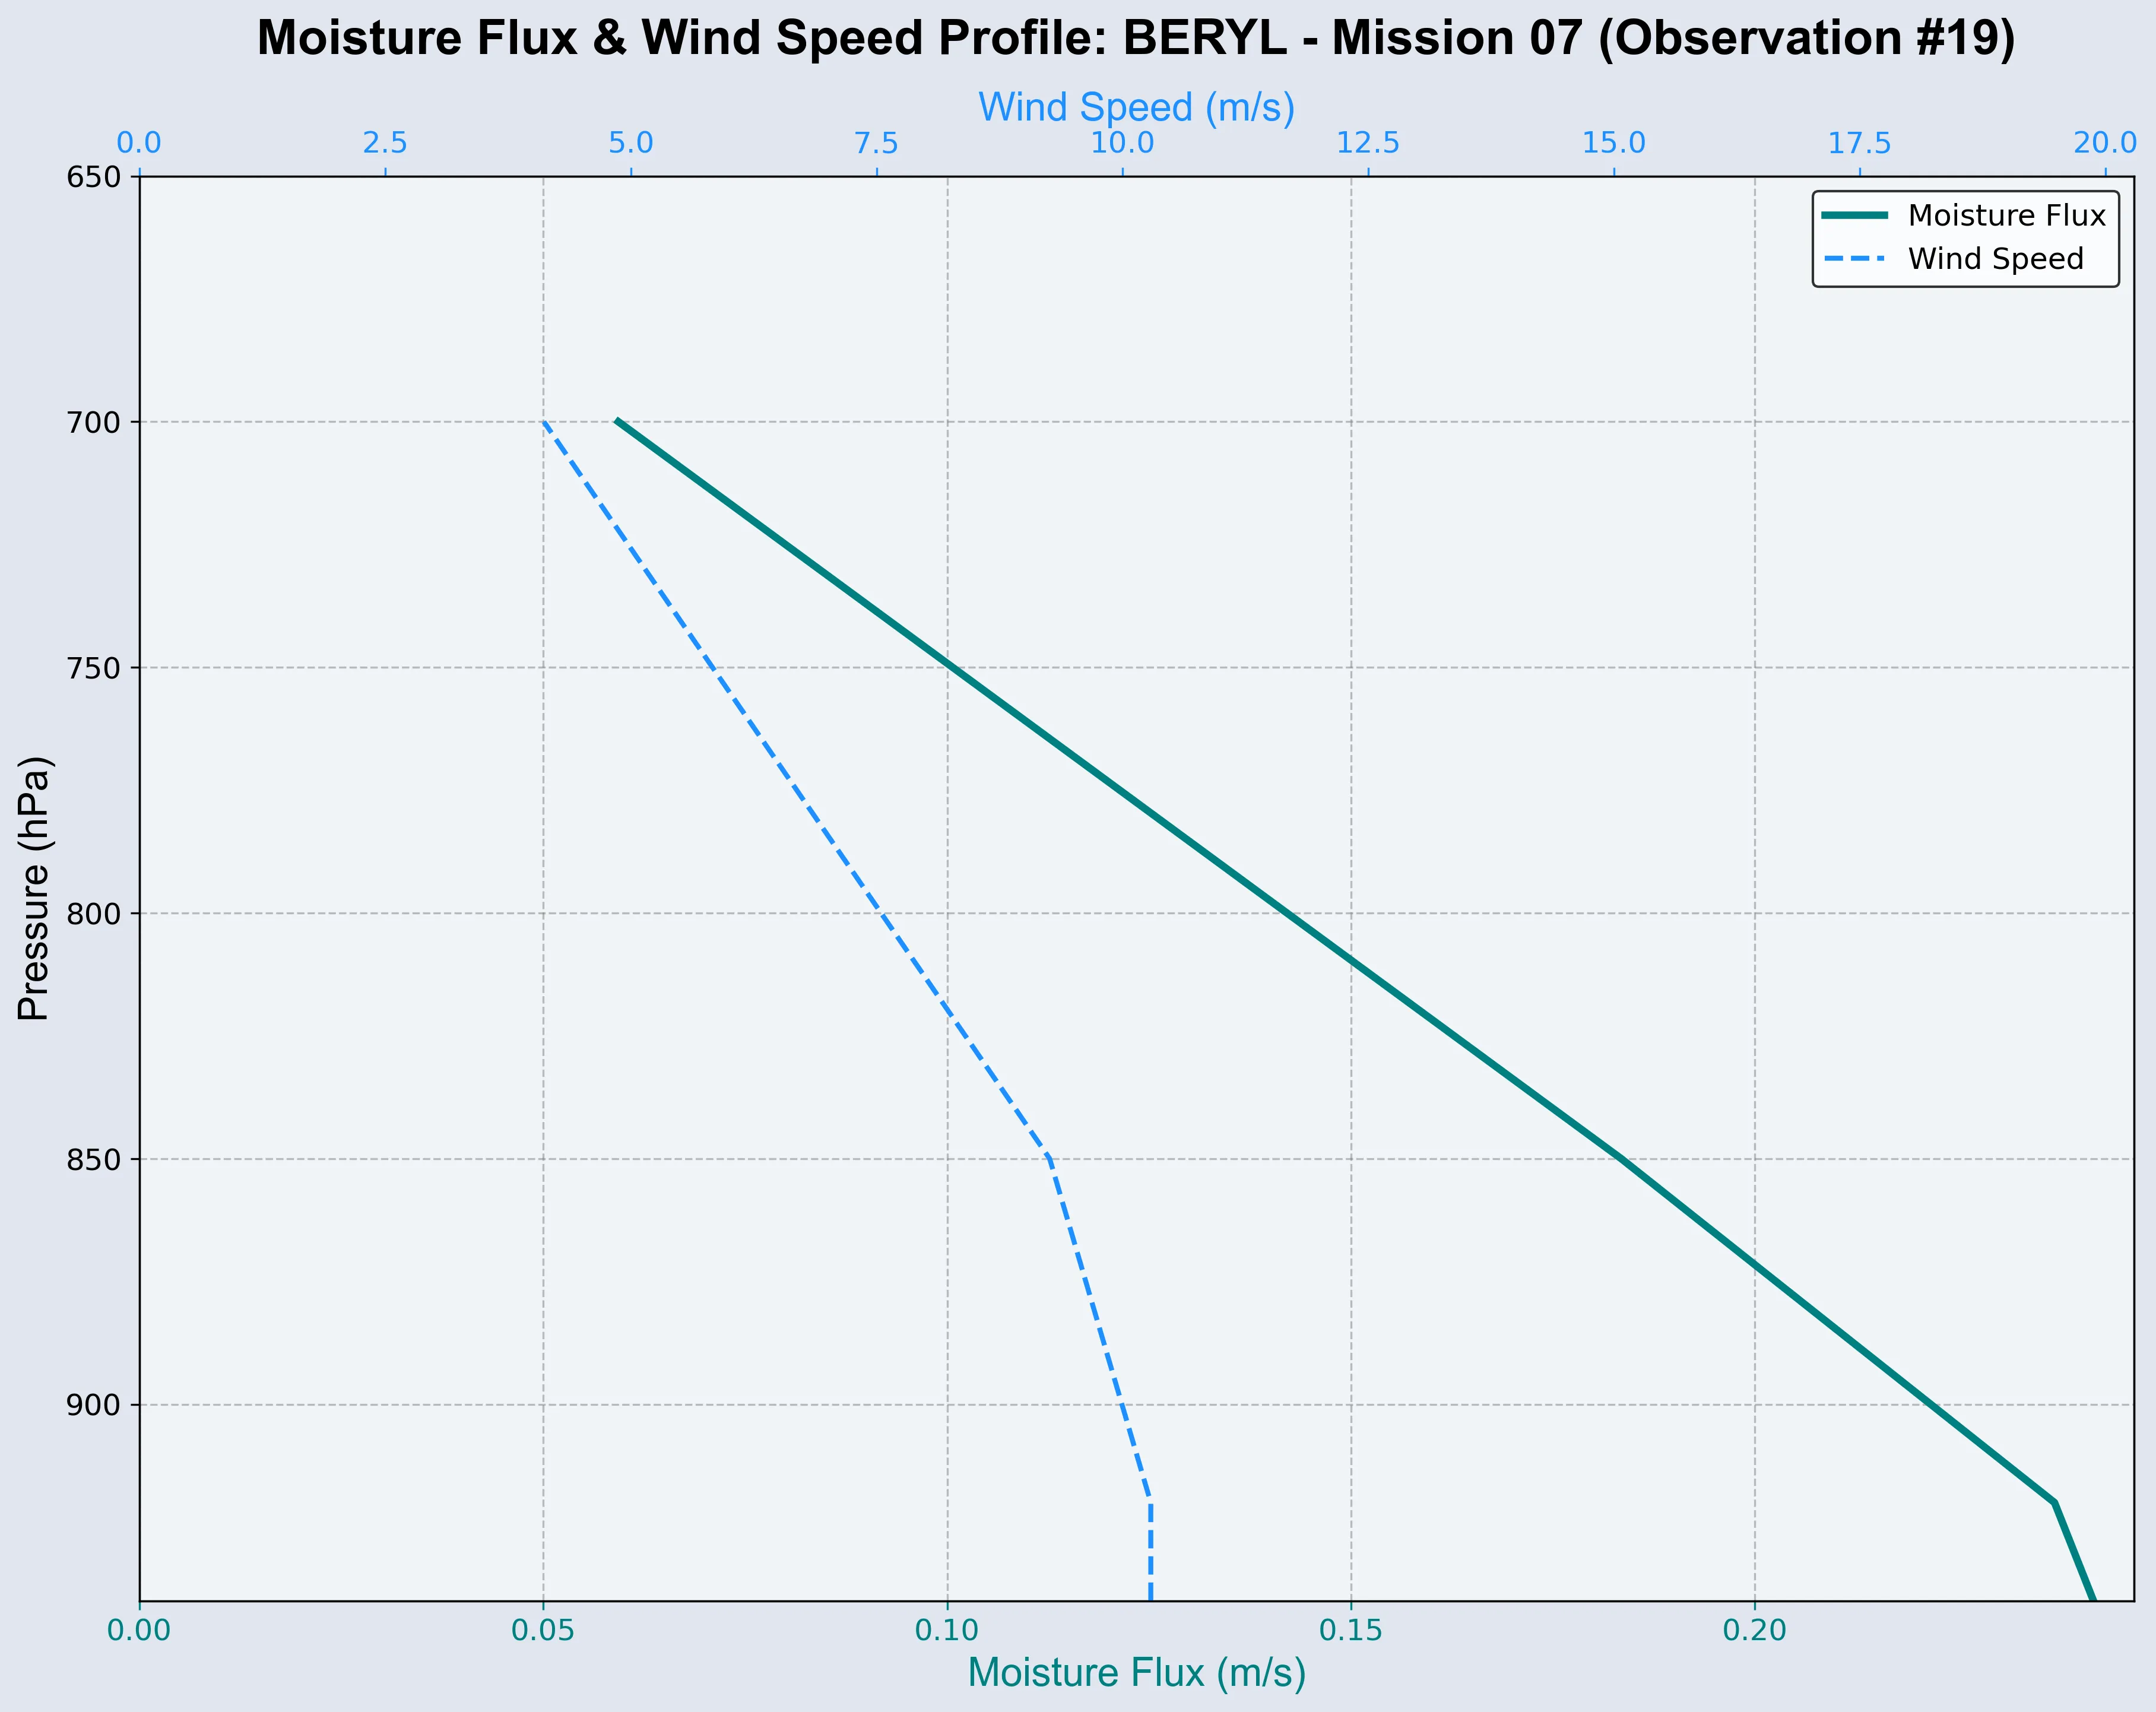 Moisture Flux & Wind Speed Profile: BERYL - Mission 07 (Observation #19)
Wind Speed (m/s)
0.0 2.5 5.0 7.5 10.0 12.5 15.0 17.5 20.0
650
Moisture Flux
Wind Speed
700
750
800
850
900
Pressure (hPa)
0.00 0.05 0.10 0.15 0.20
Moisture Flux (m/s)